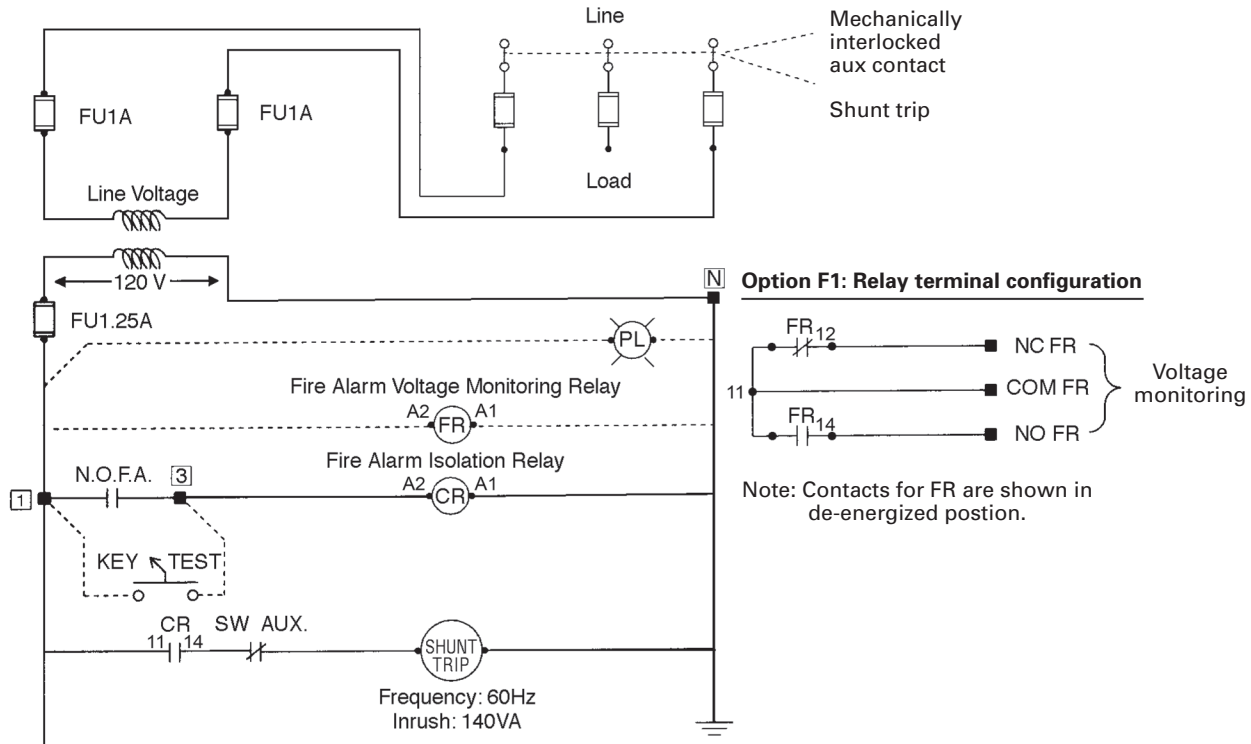 Line
Mechanically
interlocked
aux contact
Shunt trip
FU1A
FU1A
Load
Line Voltage
120 V
FU1.25A
N
Option F1: Relay terminal configuration
PL
FR 12
NC FR
11
COM FR
Voltage
monitoring
FR 14
NO FR
Fire Alarm Voltage Monitoring Relay
A2 FR A1
Fire Alarm Isolation Relay
N.O.F.A.
3
A2 CR A1
1
Note: Contacts for FR are shown in
de-energized postion.
KEY TEST
CR SW AUX.
11 14
SHUNT
TRIP
Frequency: 60Hz
Inrush: 140VA